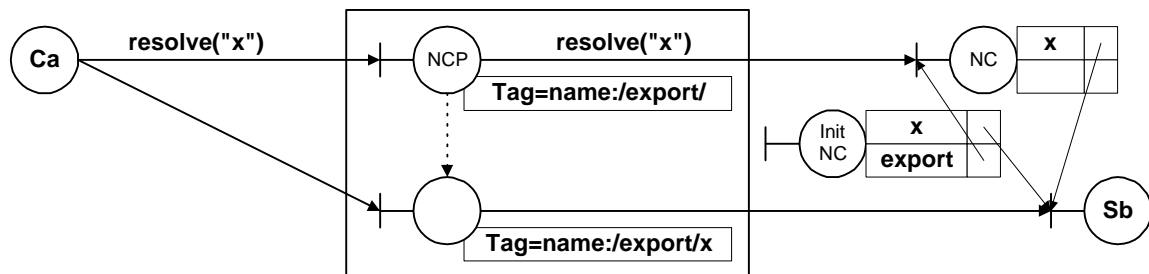 Ca
resolve("x")
NCP
Tag=name:/export/
resolve("x")
NC
x
Init
NC
x
export
Tag=name:/export/x
Sb